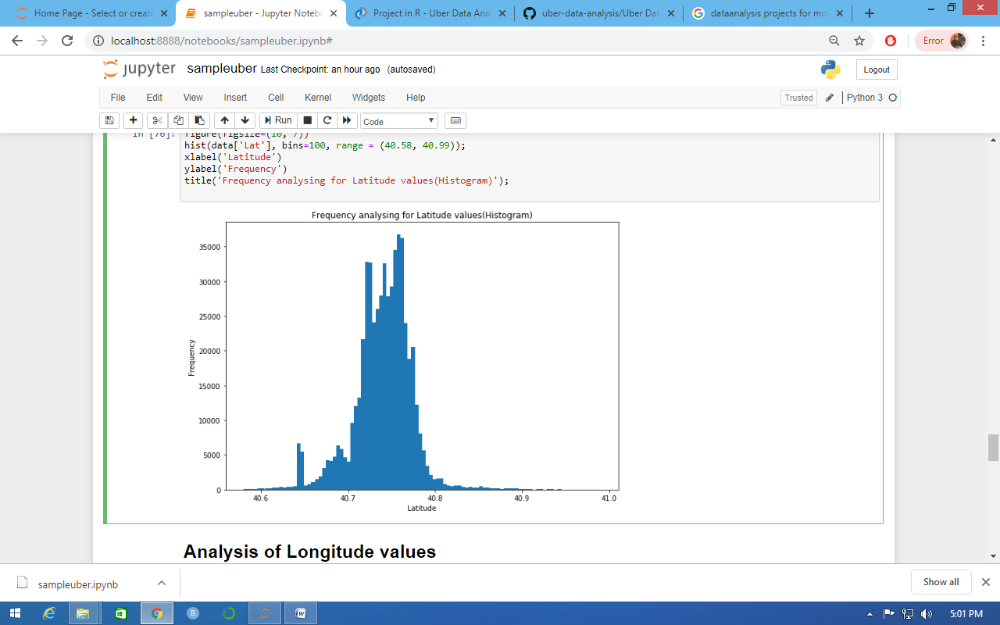 Home Page - Select or create
sampleuber - Jupyter Notebo
Project in R - Uber Data Anal
uber-data-analysis/Uber Dat
dataanalysis projects for mov
localhost:8888/notebooks/sampleuber.ipynb#
Error
jupyter sampleuber Last Checkpoint: an hour ago (autosaved)
Logout
File Edit View Insert Cell Kernel Widgets Help
Trusted Python 3
Run Code
In [76]: figure(figsize=(10, 7))
hist(data['Lat'], bins=100, range = (40.58, 40.99));
xlabel('Latitude')
ylabel('Frequency')
title('Frequency analysing for Latitude values(Histogram)');
Frequency analysing for Latitude values(Histogram)
35000
30000
25000
20000
15000
10000
5000
0
Frequency
40.6 40.7 40.8 40.9 41.0
Latitude
Analysis of Longitude values
sampleuber.ipynb
Show all
5:01 PM